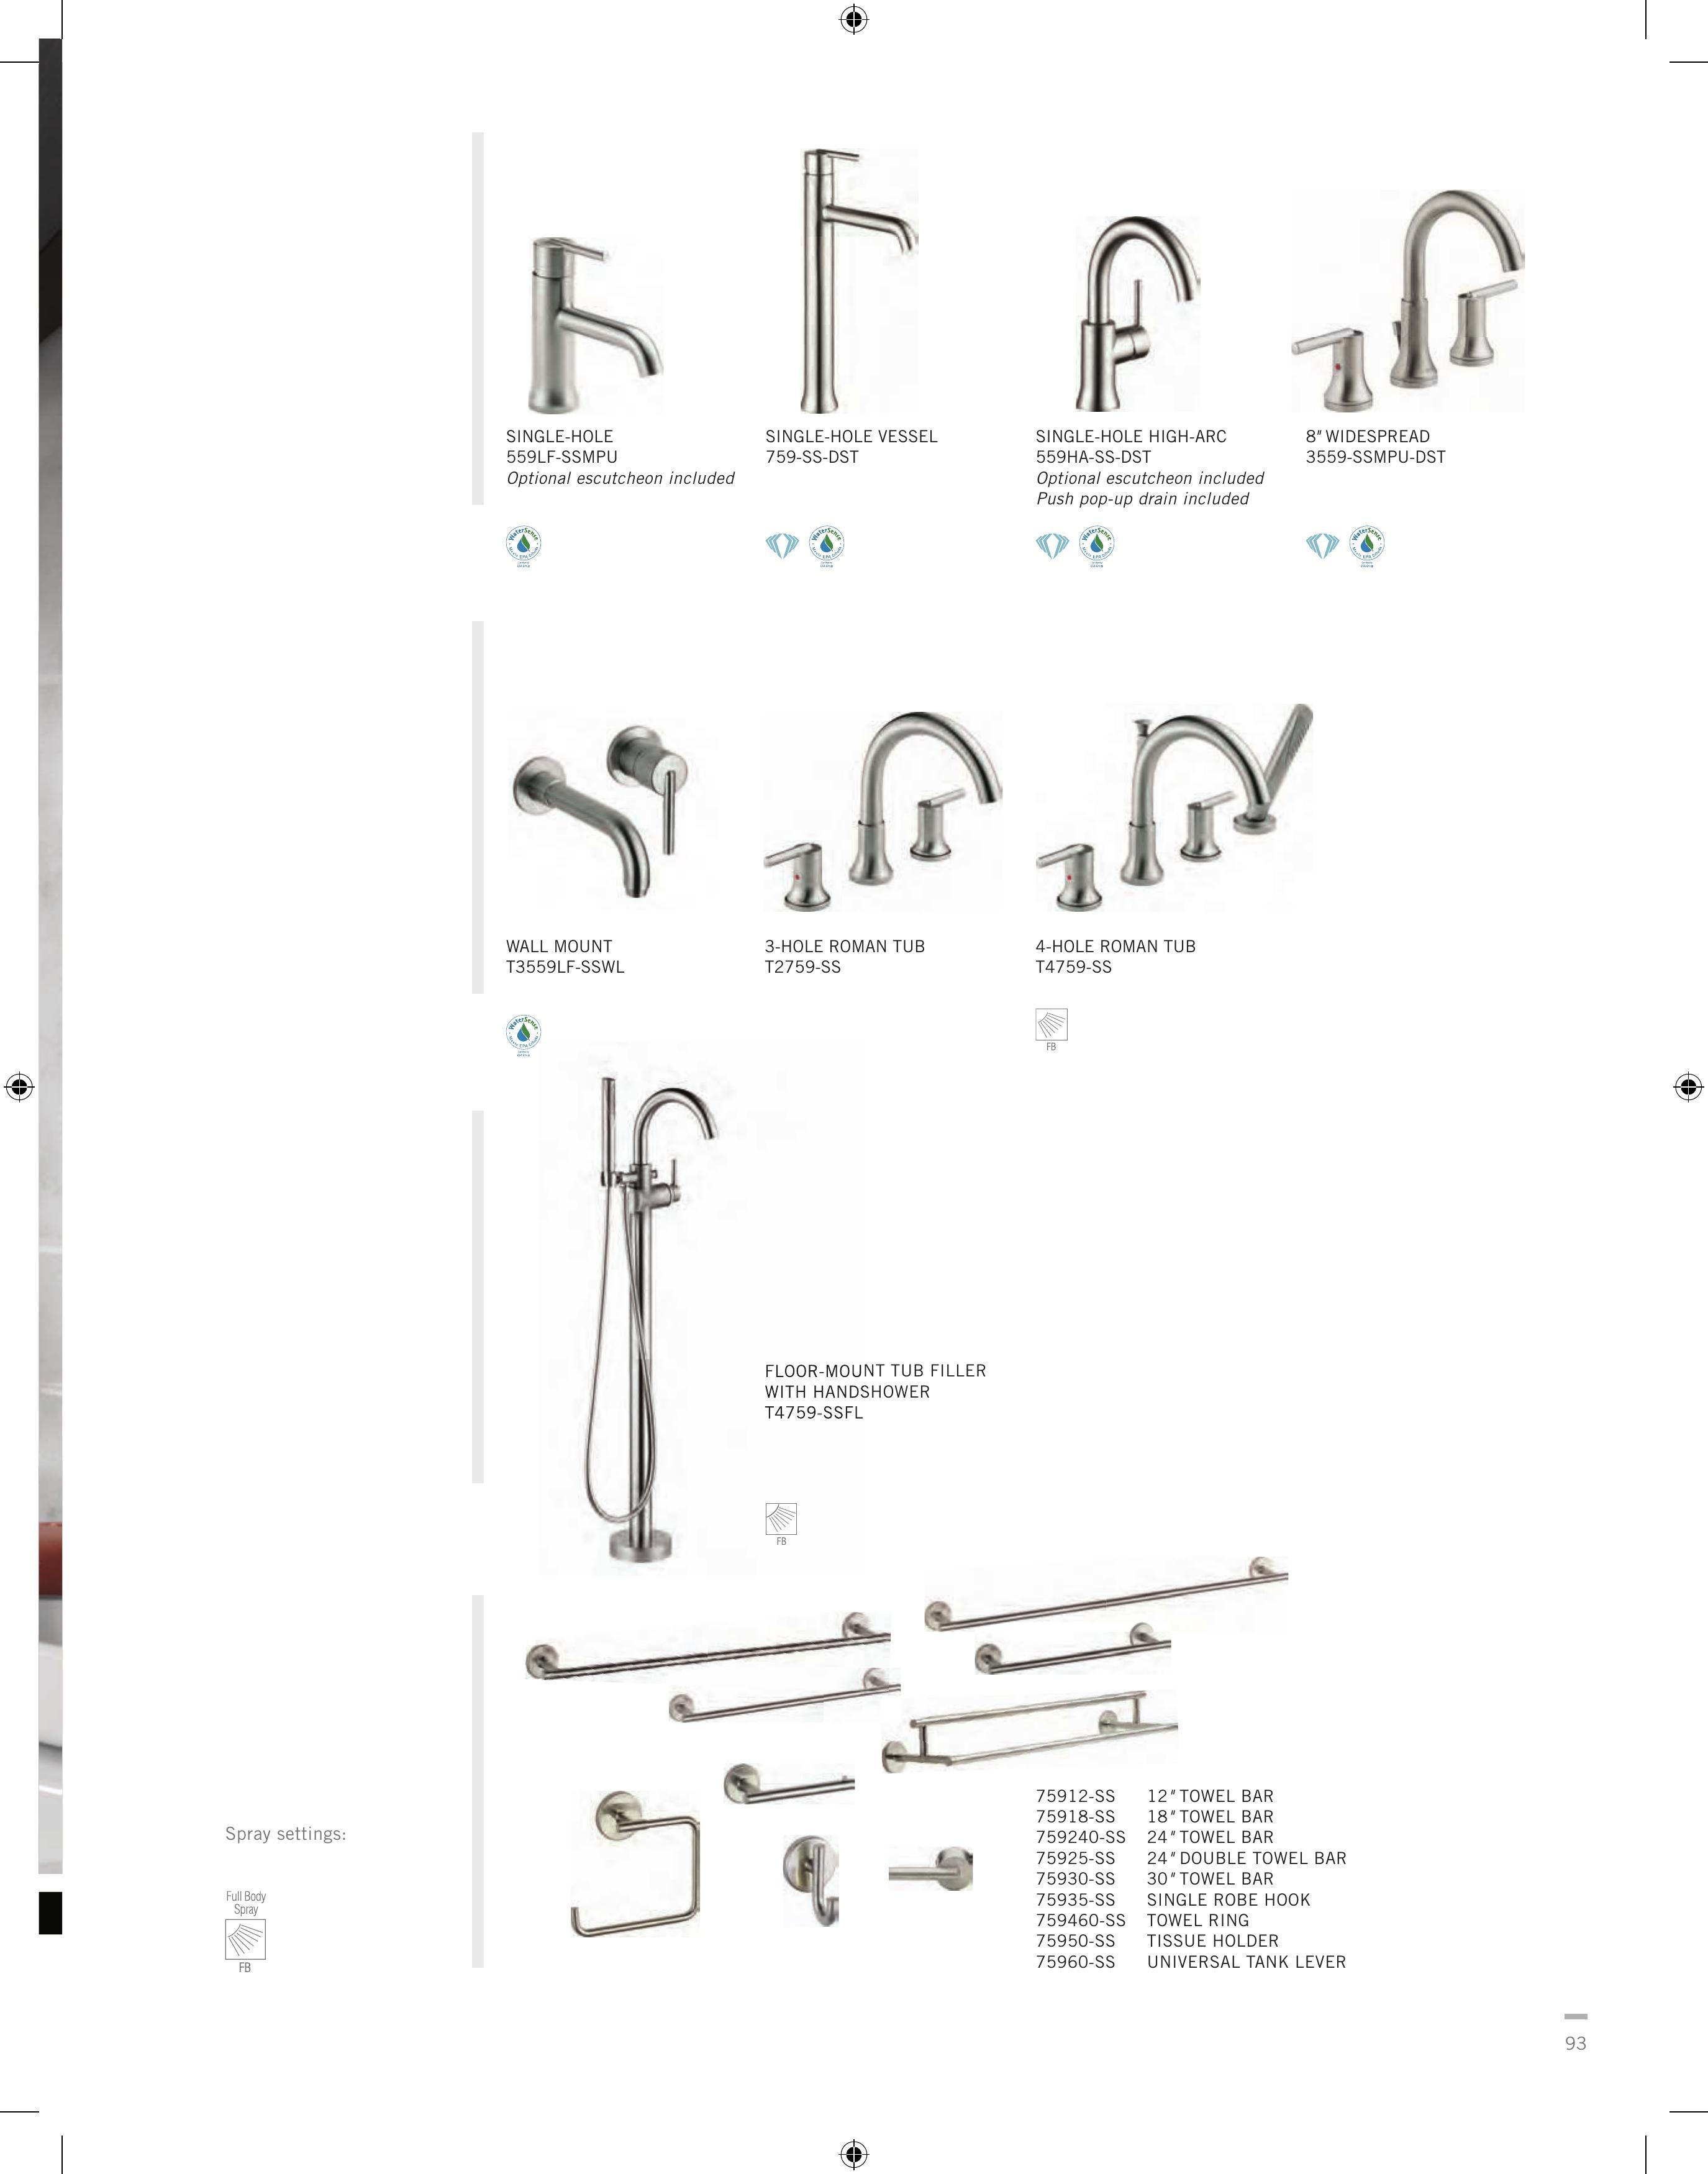 SINGLE-HOLE
559LF-SSMPU
Optional escutcheon included
SINGLE-HOLE VESSEL
759-SS-DST
SINGLE-HOLE HIGH-ARC
559HA-SS-DST
Optional escutcheon included
Push pop-up drain included
8" WIDESPREAD
3559-SSMPU-DST
WaterSense
WaterSense
WaterSense
WaterSense
WALL MOUNT
T3559LF-SSWL
3-HOLE ROMAN TUB
T2759-SS
4-HOLE ROMAN TUB
T4759-SS
WaterSense
FB
FLOOR-MOUNT TUB FILLER
WITH HANDSHOWER
T4759-SSFL
FB
75912-SS 12" TOWEL BAR
75918-SS 18" TOWEL BAR
759240-SS 24" TOWEL BAR
75925-SS 24" DOUBLE TOWEL BAR
75930-SS 30" TOWEL BAR
75935-SS SINGLE ROBE HOOK
759460-SS TOWEL RING
75950-SS TISSUE HOLDER
75960-SS UNIVERSAL TANK LEVER
Spray settings:
Full Body
Spray
FB
93